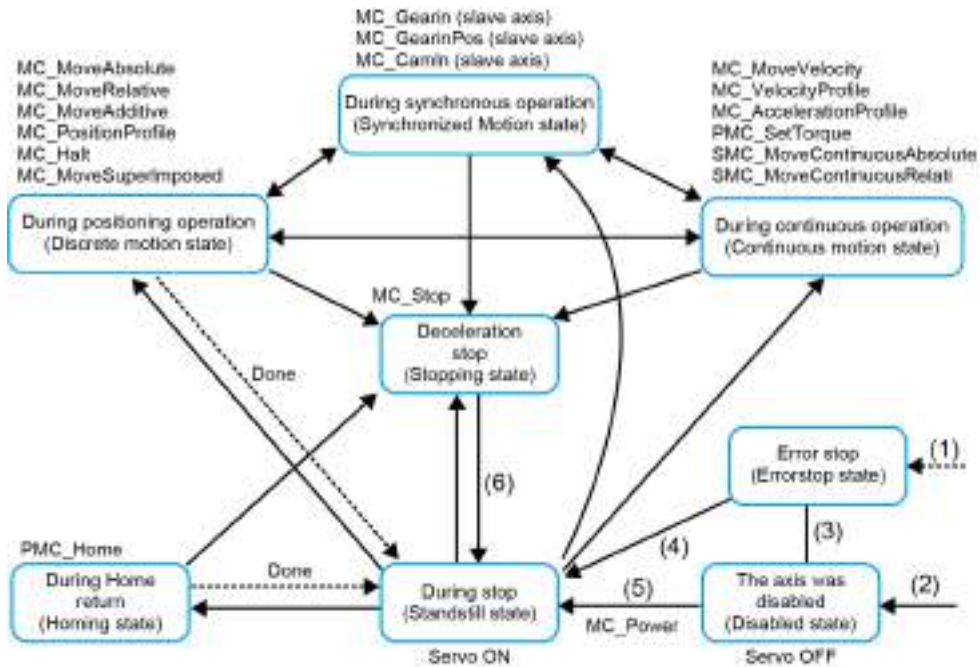 MC_Gearin (slave axis)
MC_GearinPos (slave axis)
MC_CamIn (slave axis)
MC_MoveAbsolute
MC_MoveRelative
MC_MoveAdditive
MC_PositionProfile
MC_Halt
MC_MoveSuperImposed
MC_MoveVelocity
MC_VelocityProfile
MC_AccelerationProfile
PMC_SetTorque
SMC_MoveContinuousAbsolute
SMC_MoveContinuousRelati
During synchronous operation
(Synchronized Motion state)
During positioning operation
(Discrete motion state)
During continuous operation
(Continuous motion state)
MC_Stop
Deceleration
stop
(Stopping state)
Done
Error stop
(Errorstop state)
(1)
(6)
(3)
(4)
PMC_Home
During Home
return
(Homing state)
Done
During stop
(Standstill state)
(5)
MC_Power
The axis was
disabled
(Disabled state)
(2)
Servo ON
Servo OFF